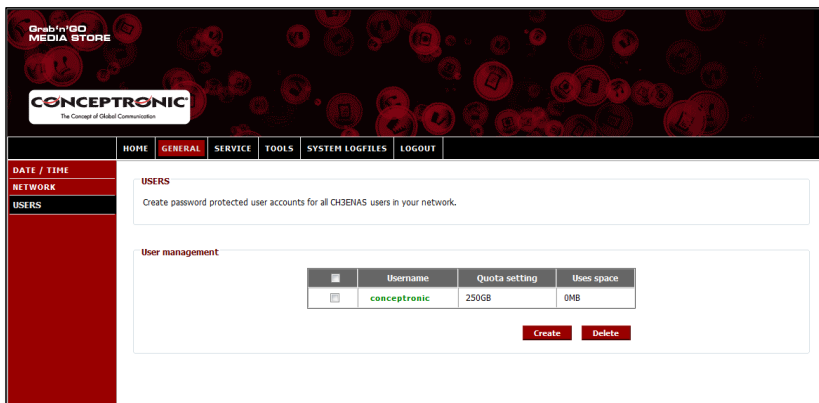 Grab'n'GO
MEDIA STORE
CONCEPTRONIC®
The Concept of Global Communication
HOME GENERAL SERVICE TOOLS SYSTEM LOGFILES LOGOUT
DATE / TIME
NETWORK
USERS
USERS
Create password protected user accounts for all CH3ENAS users in your network.
User management
Username Quota setting Uses space
conceptronic 250GB 0MB
Create Delete